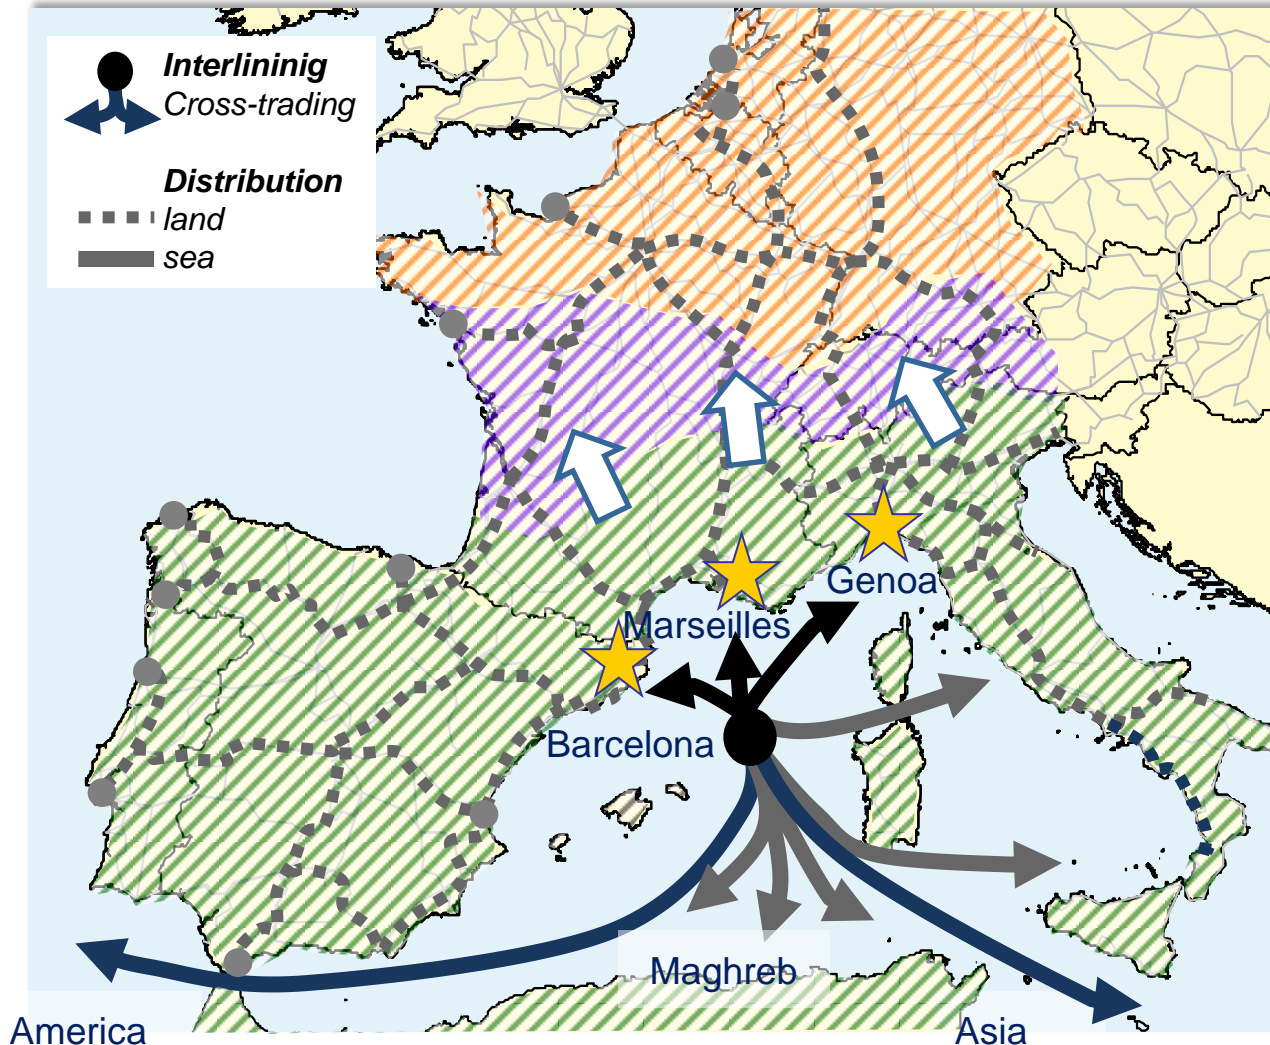 Interlininig
Cross-trading
Distribution
land
sea
Genoa
Marseilles
Barcelona
Maghreb
America
Asia